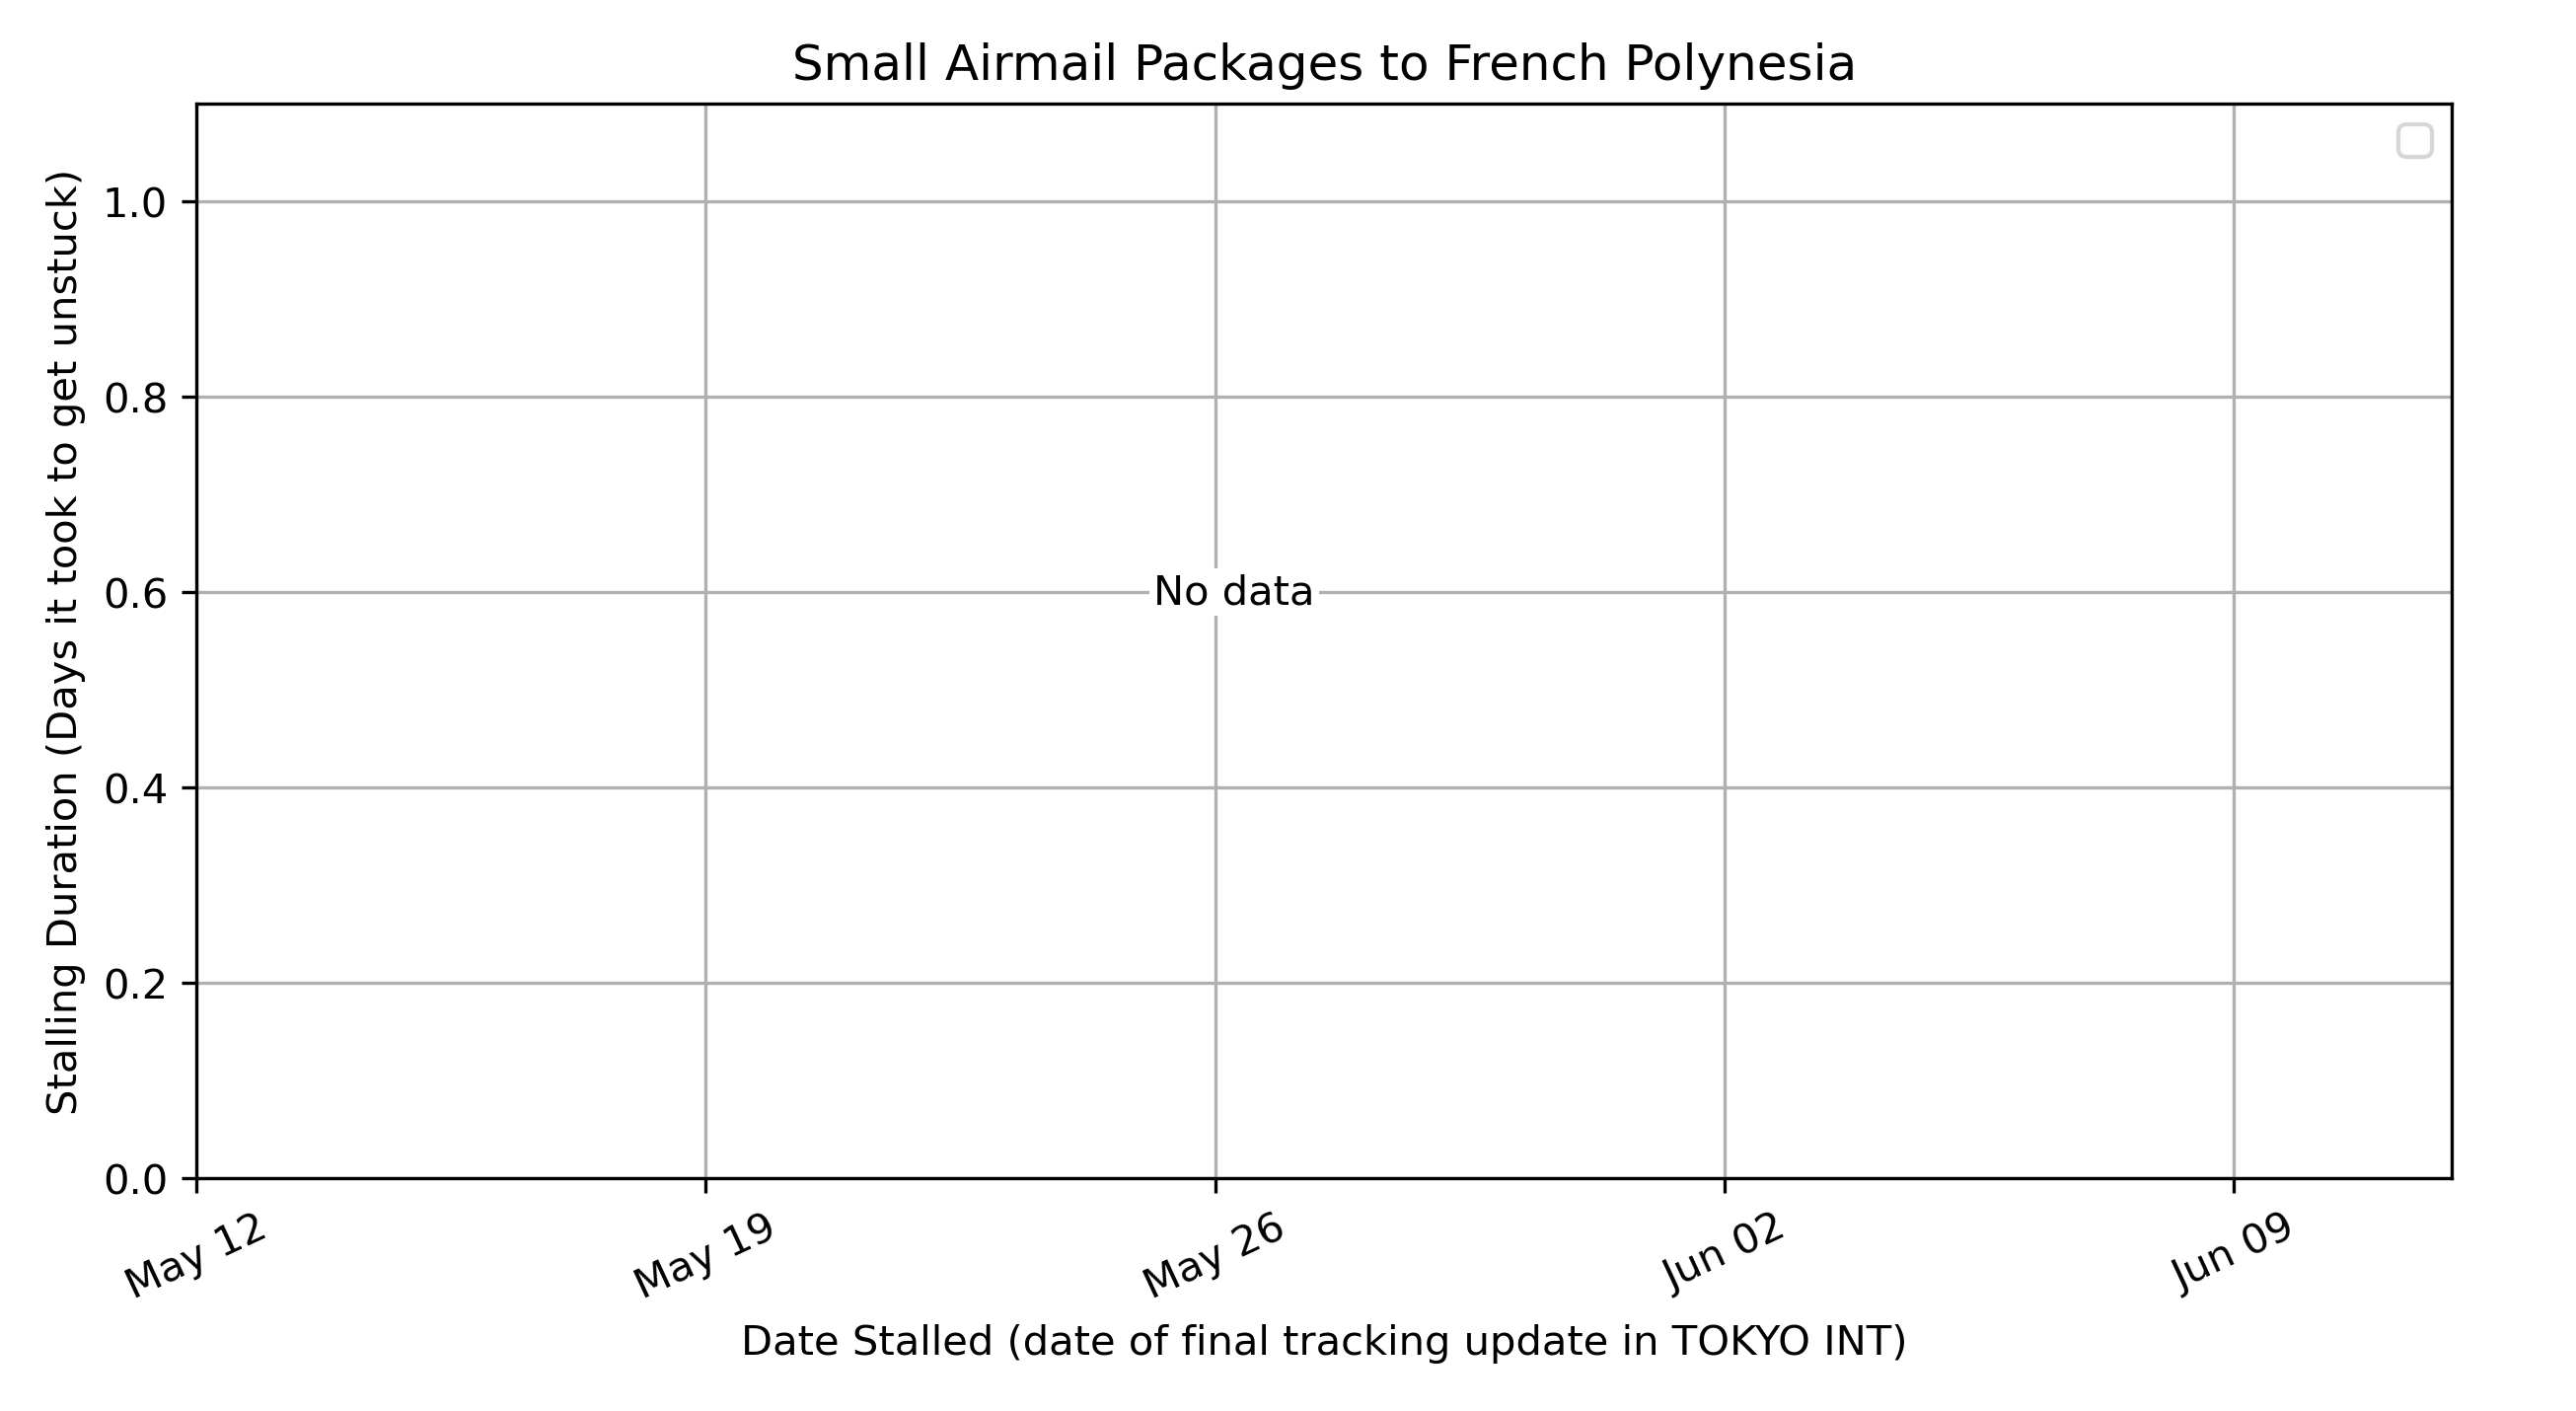 Small Airmail Packages to French Polynesia
Stalling Duration (Days it took to get unstuck)
1.0
0.8
0.6
0.4
0.2
0.0
No data
May 12
May 19
May 26
Jun 02
Jun 09
Date Stalled (date of final tracking update in TOKYO INT)